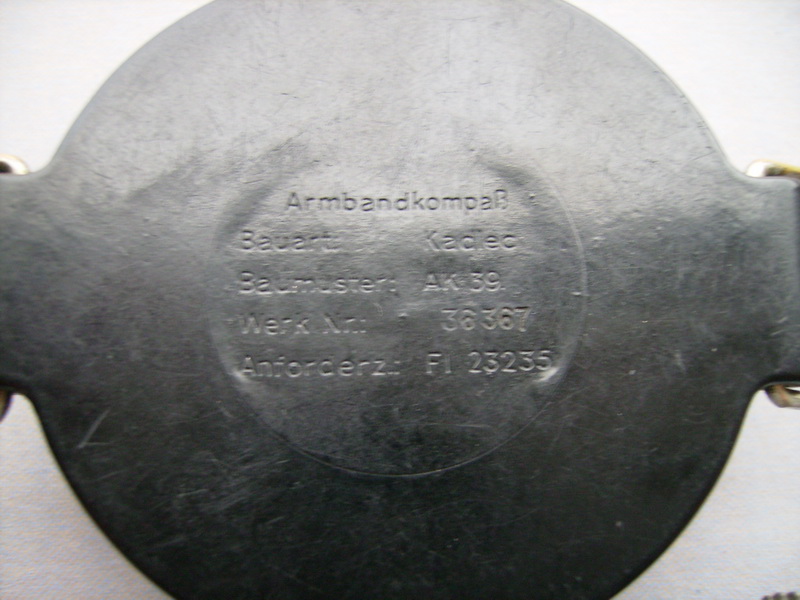 Armbandkompaß
Bauart: Kadlec
Baumuster: AK 39.
Werk Nr.: 36367
Anforderz.: Fl 23235